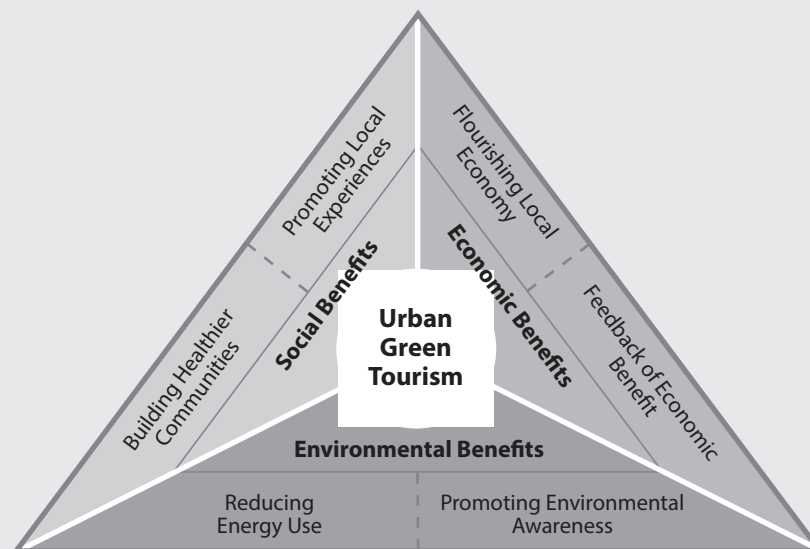 Promoting Local
Experiences
Building Healthier
Communities
Social Benefits
Flourishing Local
Economy
Feedback of Economic
Benefit
Economic Benefits
Urban
Green
Tourism
Environmental Benefits
Reducing
Energy Use
Promoting Environmental
Awareness